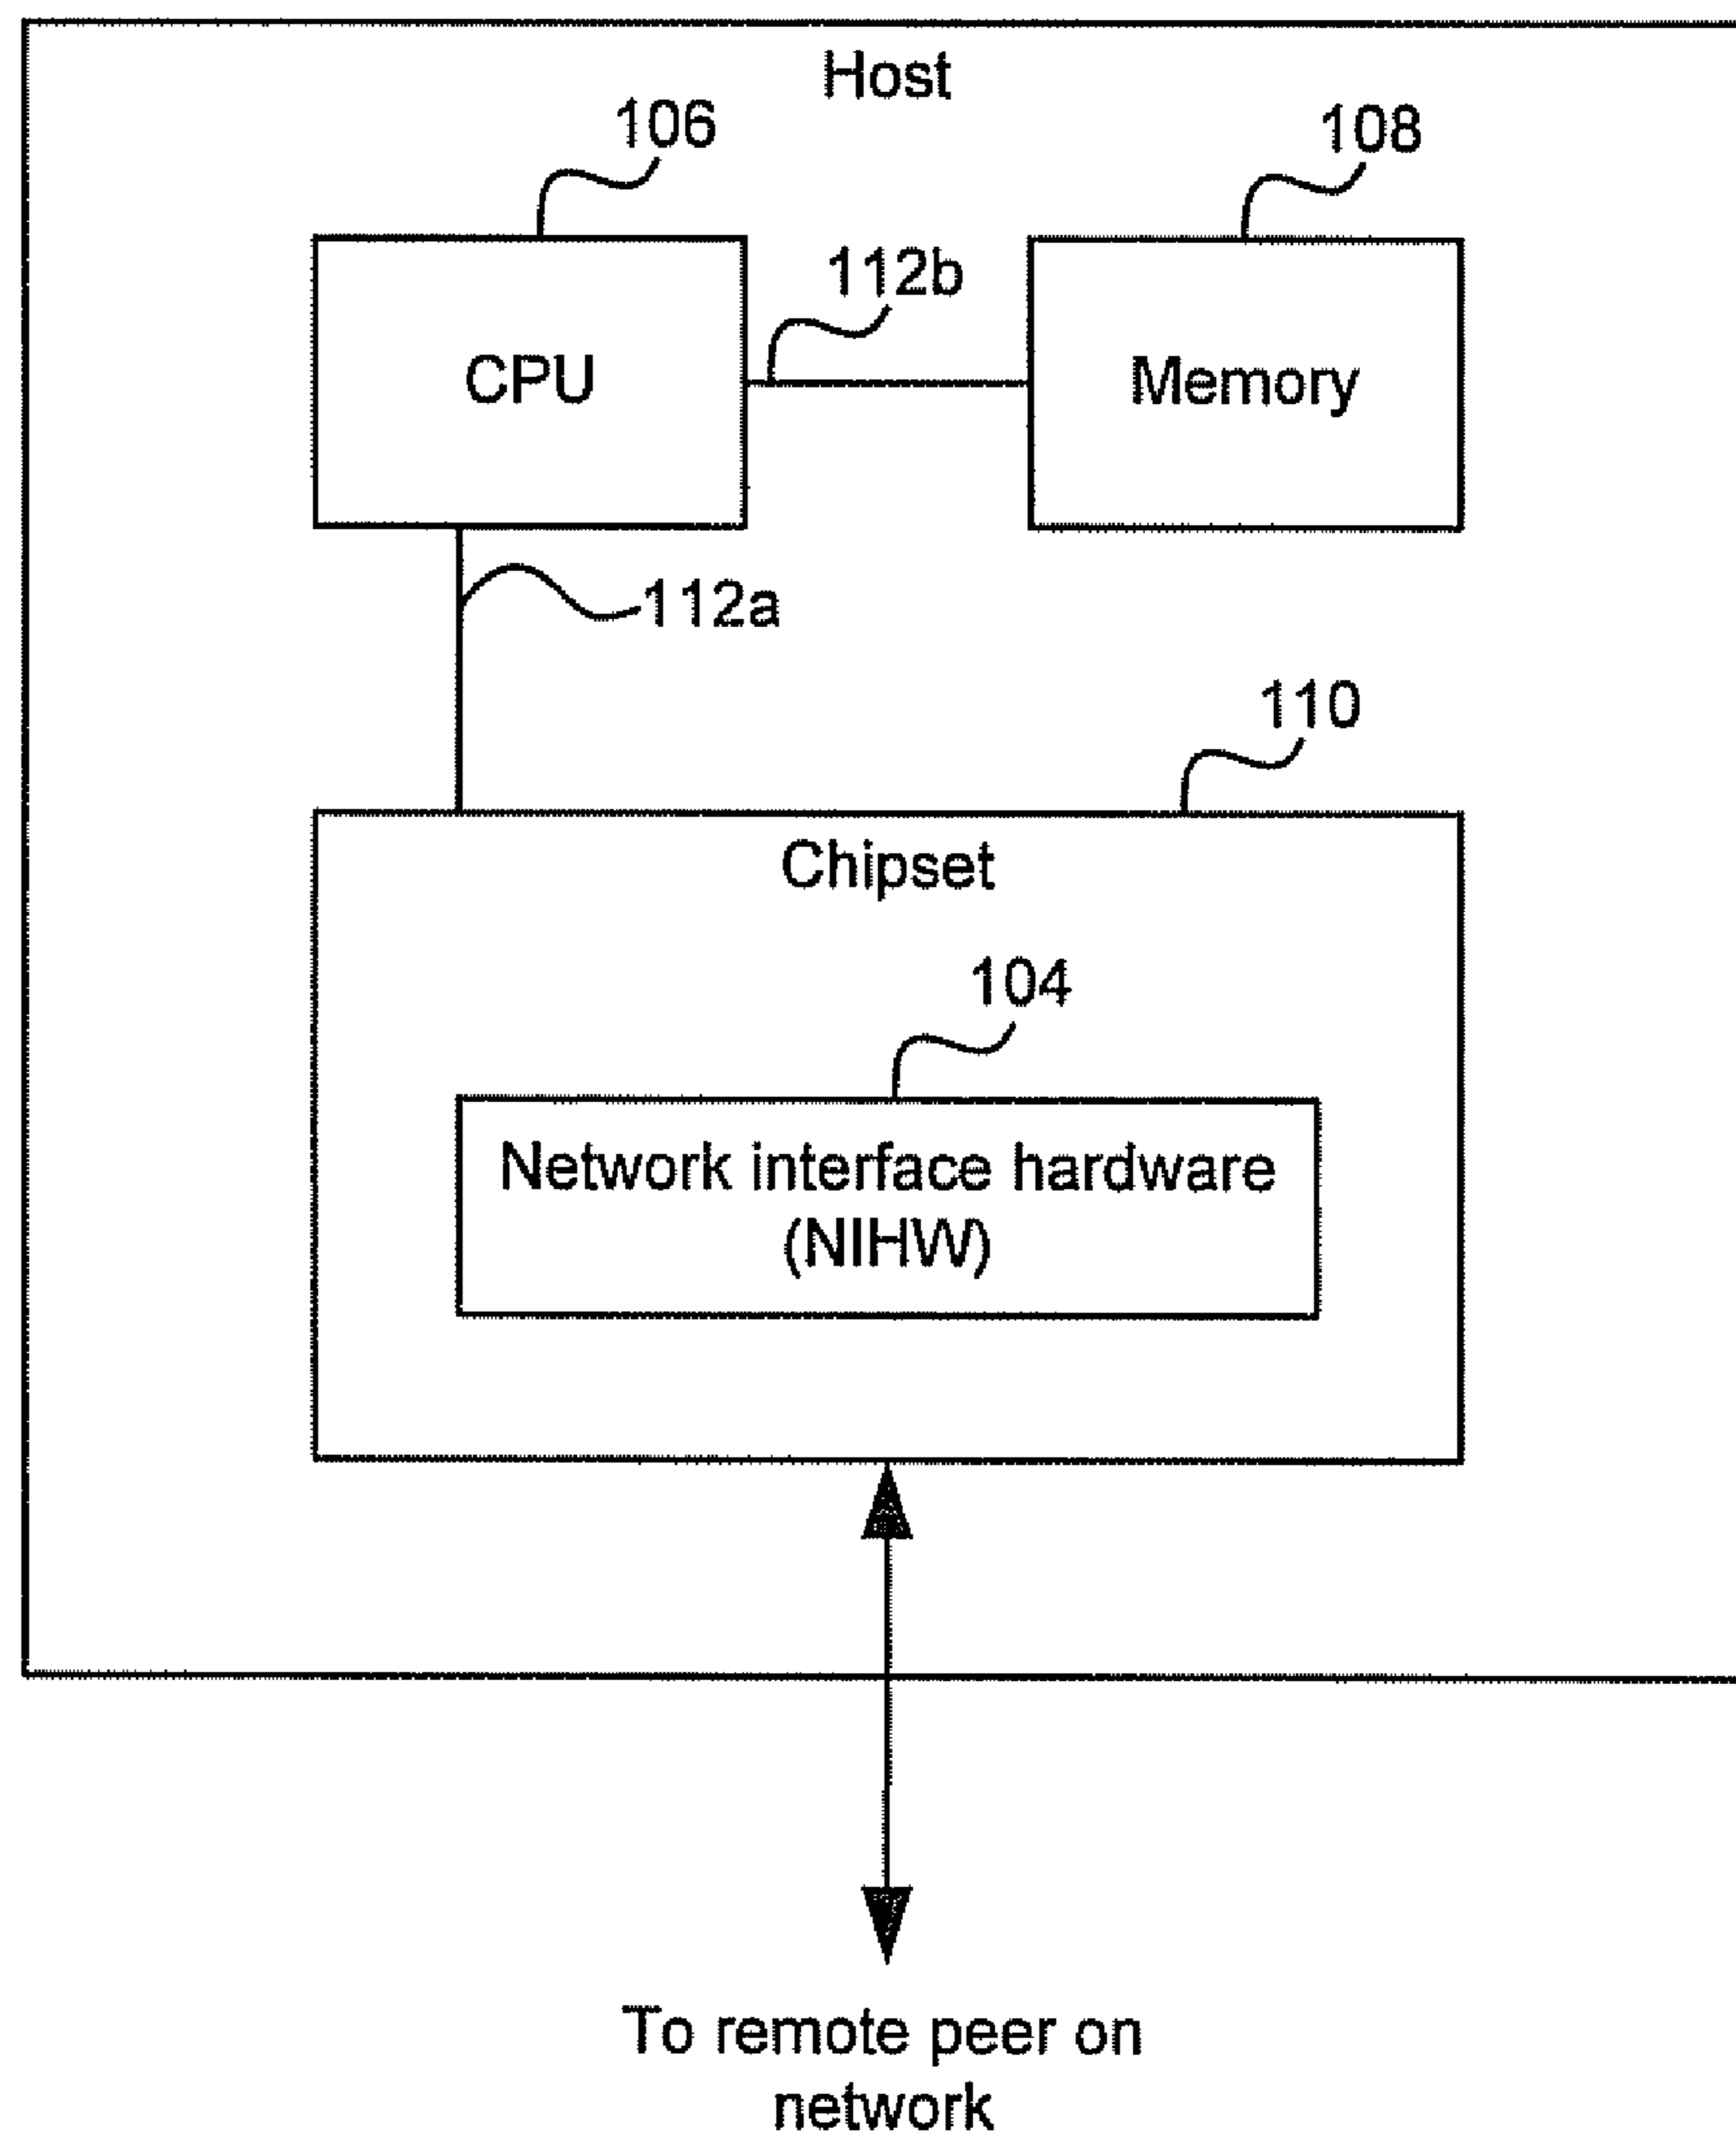 Host
106
108
112b
CPU
Memory
112a
110
Chipset
104
Network interface hardware
(NIHW)
To remote peer on
network